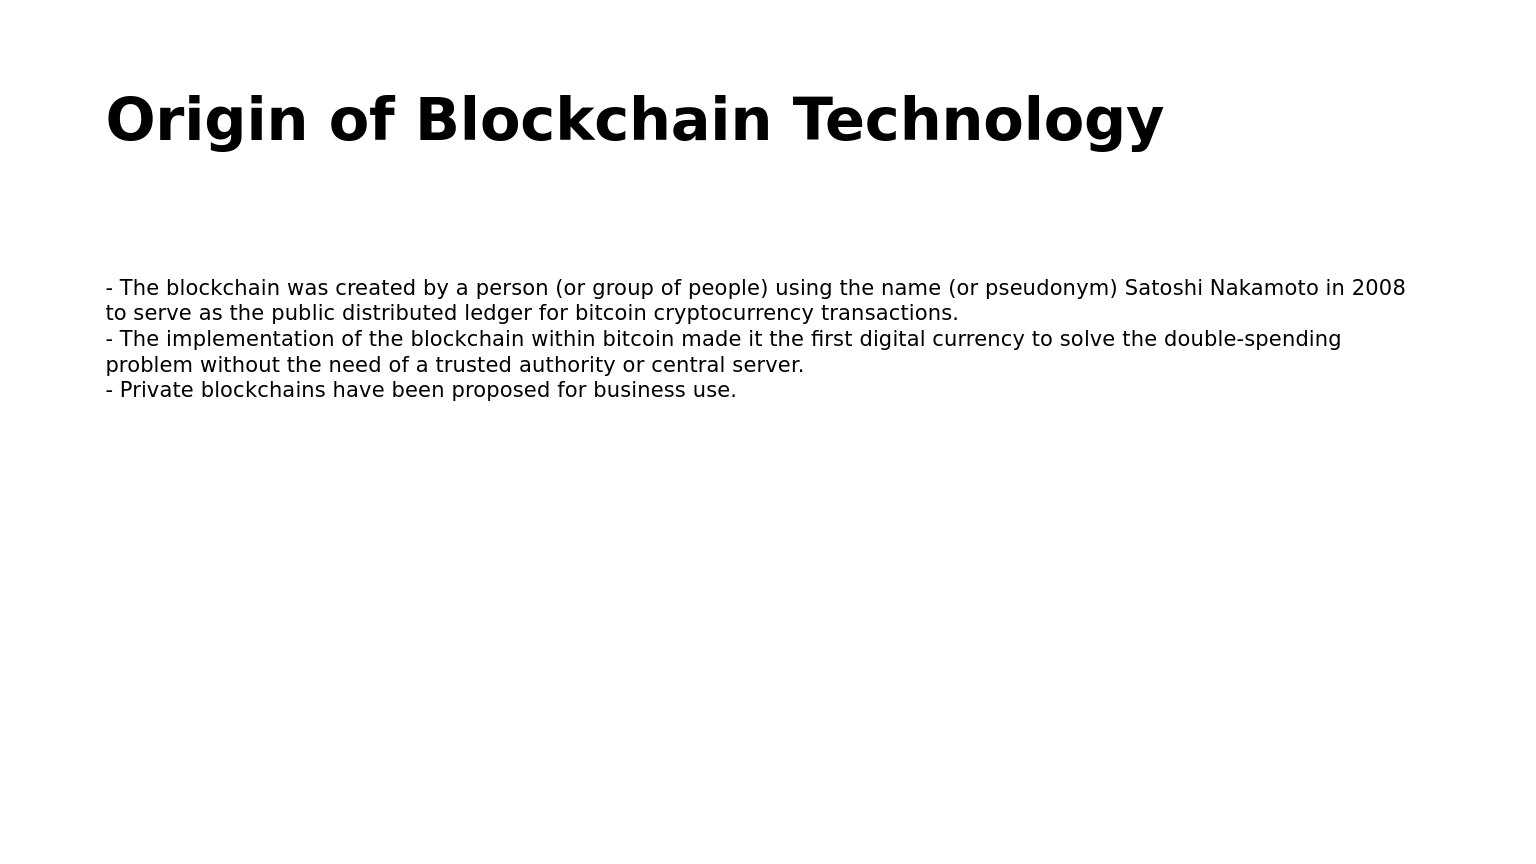 Origin of Blockchain Technology
- The blockchain was created by a person (or group of people) using the name (or pseudonym) Satoshi Nakamoto in 2008
to serve as the public distributed ledger for bitcoin cryptocurrency transactions.
- The implementation of the blockchain within bitcoin made it the first digital currency to solve the double-spending
problem without the need of a trusted authority or central server.
- Private blockchains have been proposed for business use.